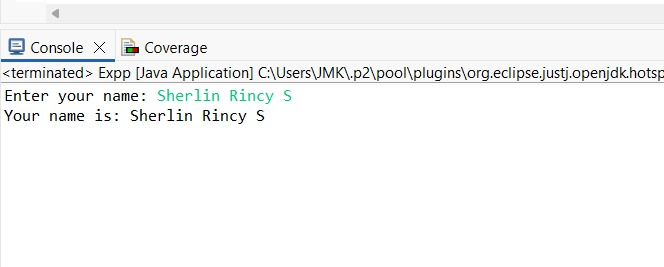 Console
Coverage
<terminated> Expp [Java Application] C:\Users\JMK\.p2\pool\plugins\org.eclipse.justj.openjdk.hotsp
Enter your name: Sherlin Rincy S
Your name is: Sherlin Rincy S